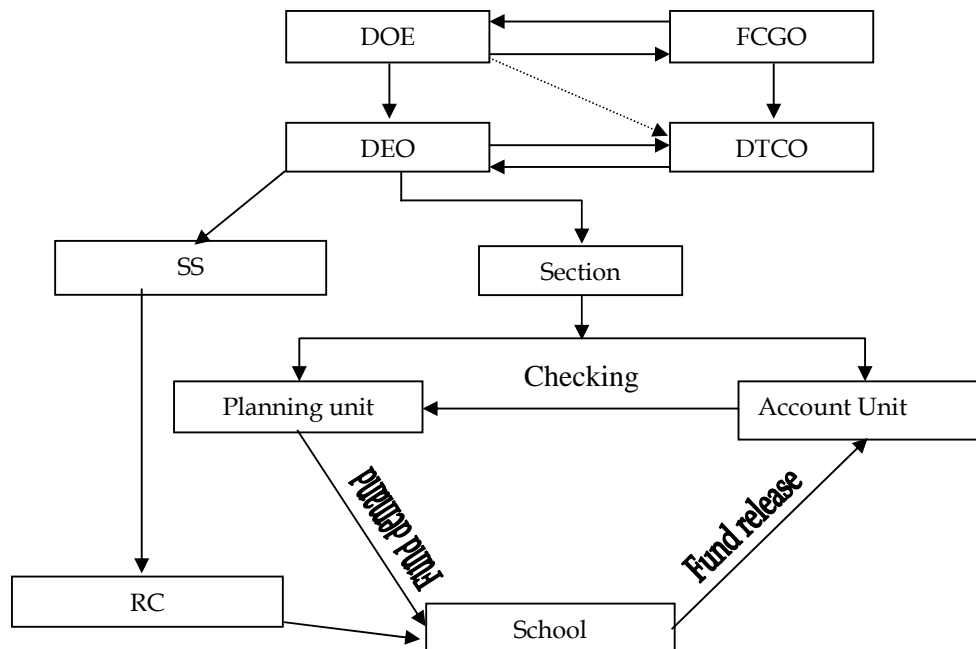 DOE
FCGO
DEO
DTCO
SS
Section
Checking
Planning unit
Account Unit
Fund demand
Fund release
RC
School